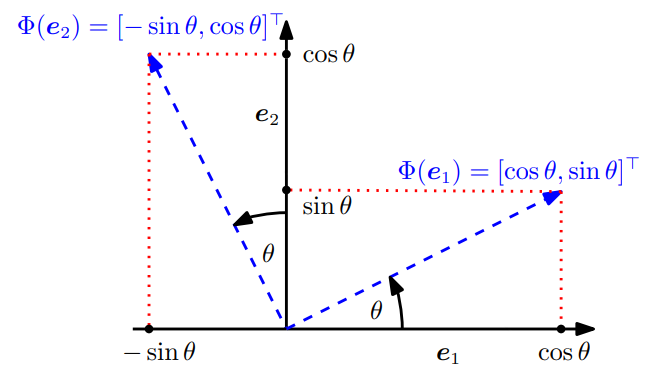 Φ(e₂) = [− sin θ, cos θ]⊤
cos θ
e₂
Φ(e₁) = [cos θ, sin θ]⊤
sin θ
θ
θ
− sin θ
e₁
cos θ